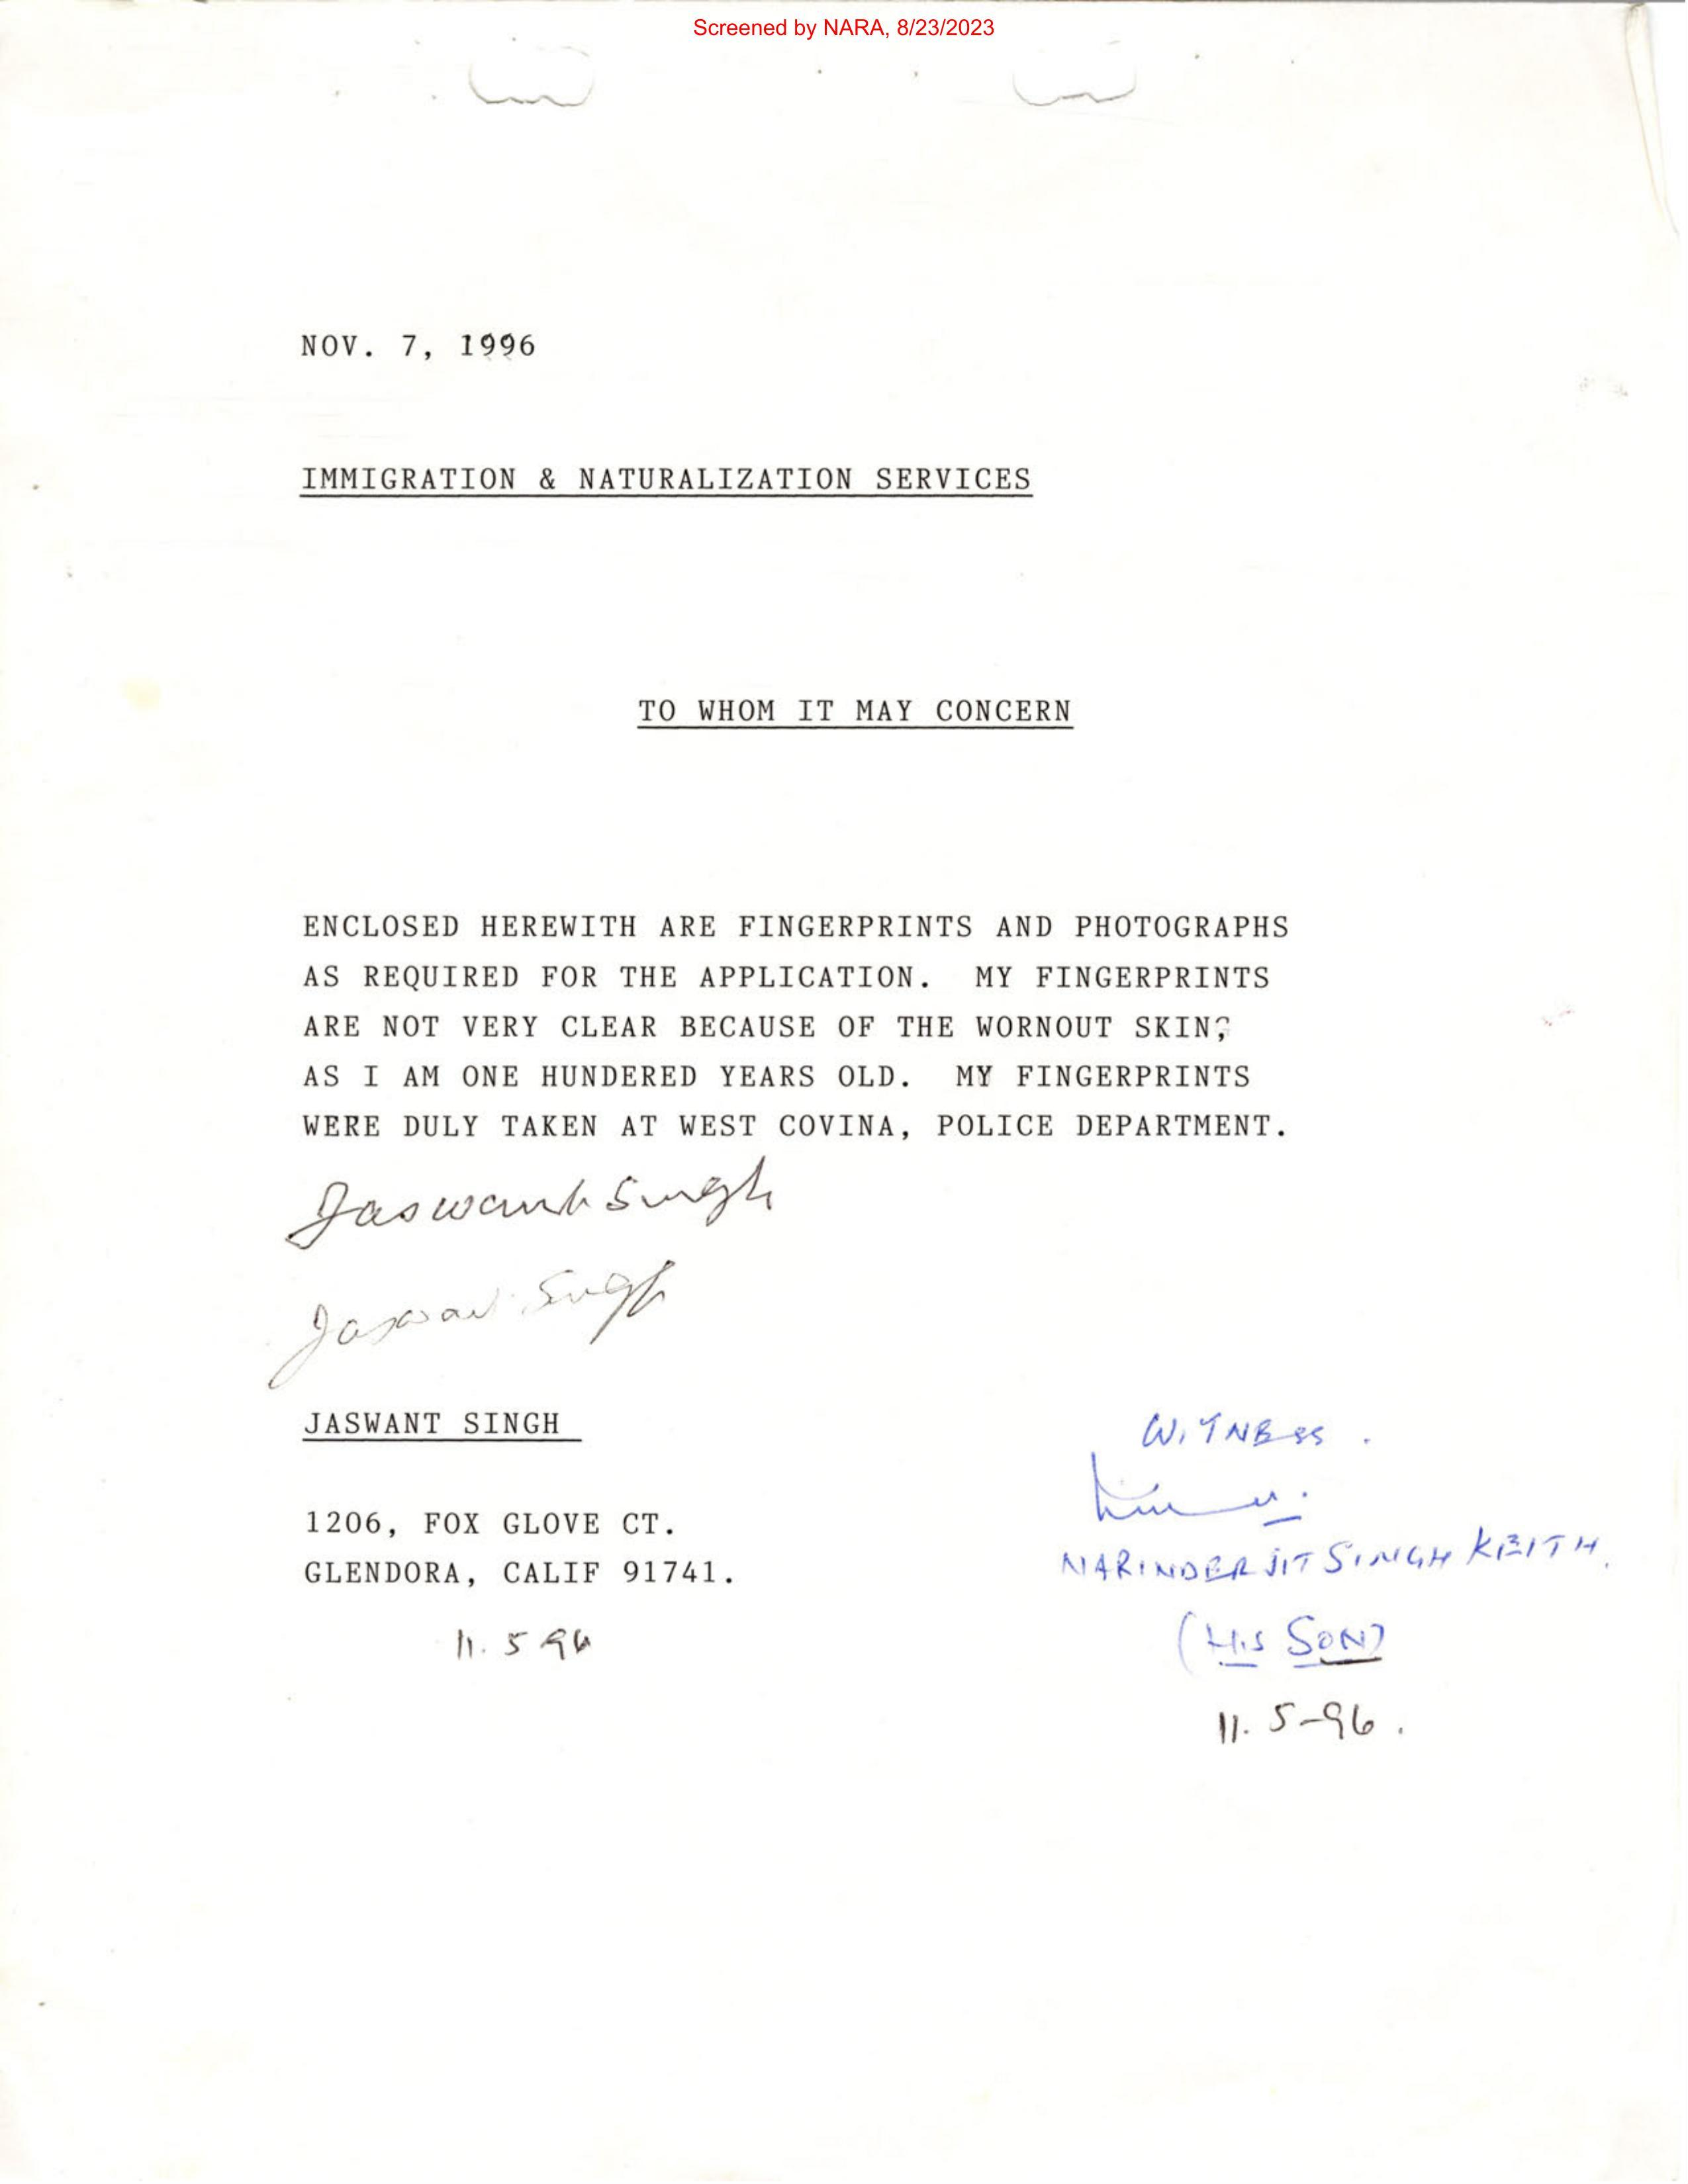 Screened by NARA, 8/23/2023
NOV. 7, 1996
IMMIGRATION & NATURALIZATION SERVICES
TO WHOM IT MAY CONCERN
ENCLOSED HEREWITH ARE FINGERPRINTS AND PHOTOGRAPHS
AS REQUIRED FOR THE APPLICATION. MY FINGERPRINTS
ARE NOT VERY CLEAR BECAUSE OF THE WORNOUT SKIN,
AS I AM ONE HUNDERED YEARS OLD. MY FINGERPRINTS
WERE DULY TAKEN AT WEST COVINA, POLICE DEPARTMENT.
Jaswant Singh
Jaswant Singh
JASWANT SINGH
1206, FOX GLOVE CT.
GLENDORA, CALIF 91741.
11. 5 96
WITNESS.
NARINDERJIT SINGH KEITH.
(HIS SON)
11. 5-96.